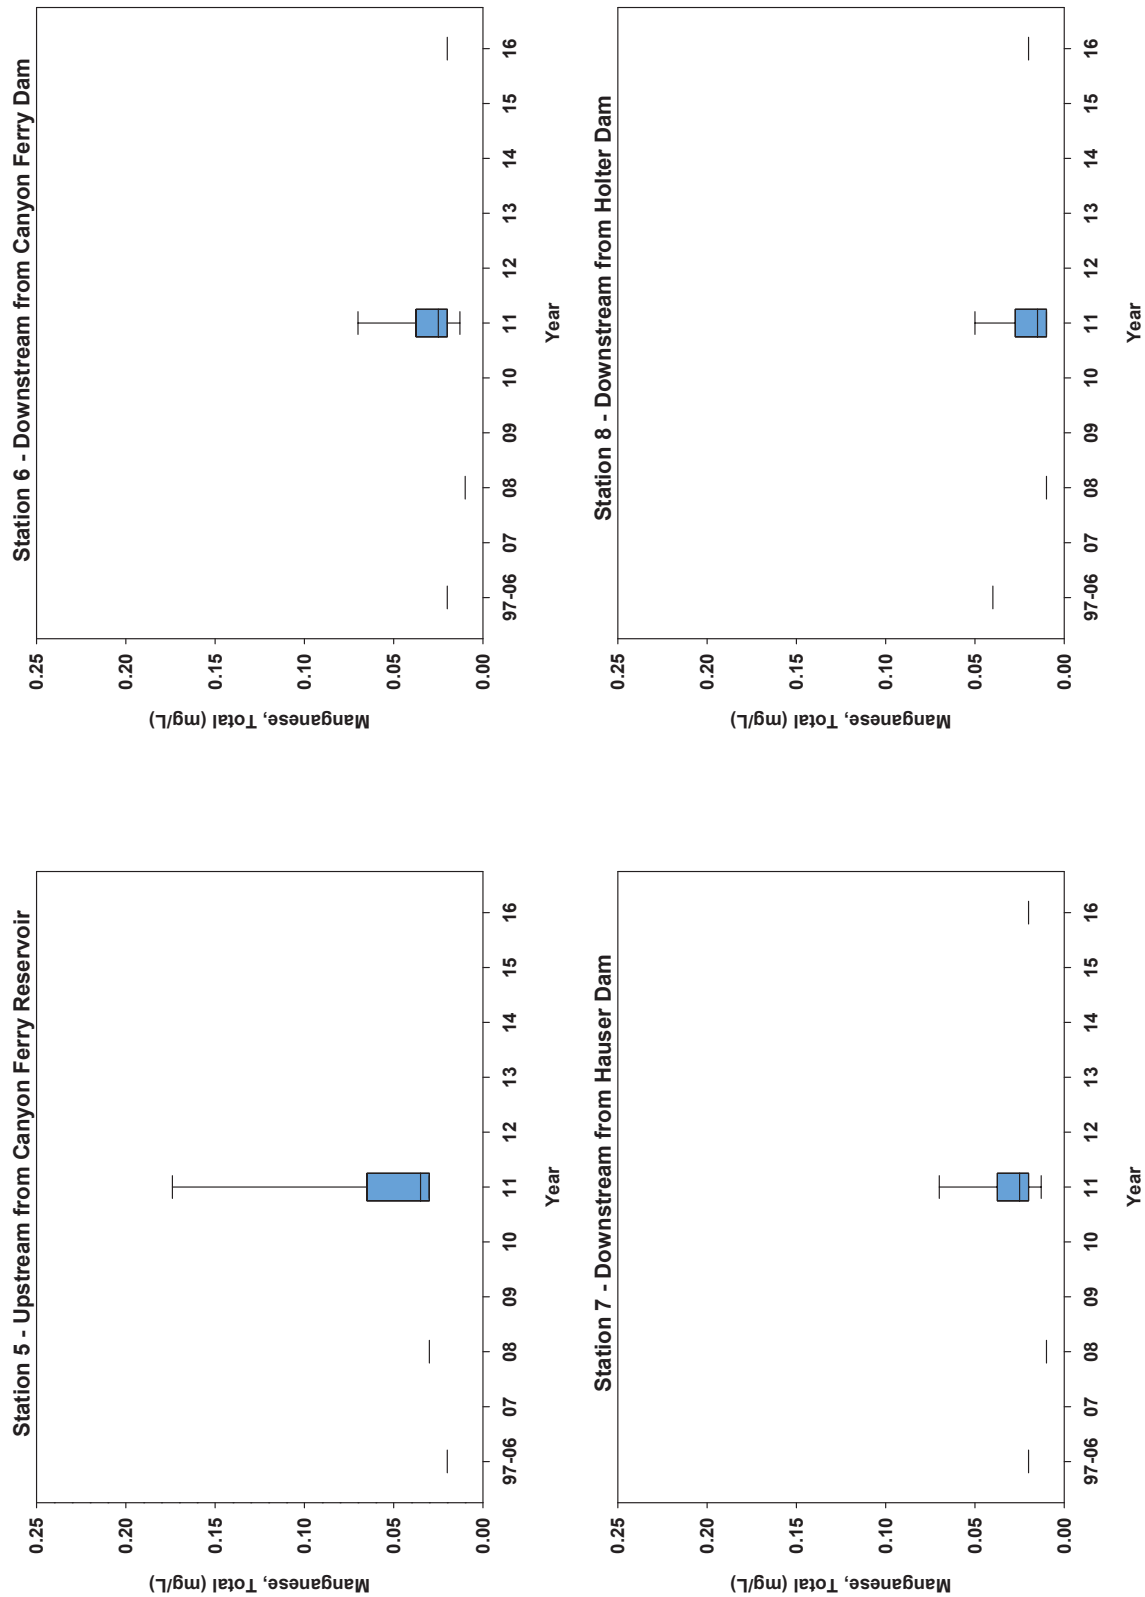 Station 5 - Upstream from Canyon Ferry Reservoir
Manganese, Total (mg/L)
0.25
0.20
0.15
0.10
0.05
0.00
97-06 07 08 09 10 11 12 13 14 15 16
Year
Station 6 - Downstream from Canyon Ferry Dam
Manganese, Total (mg/L)
0.25
0.20
0.15
0.10
0.05
0.00
97-06 07 08 09 10 11 12 13 14 15 16
Year
Station 7 - Downstream from Hauser Dam
Manganese, Total (mg/L)
0.25
0.20
0.15
0.10
0.05
0.00
97-06 07 08 09 10 11 12 13 14 15 16
Year
Station 8 - Downstream from Holter Dam
Manganese, Total (mg/L)
0.25
0.20
0.15
0.10
0.05
0.00
97-06 07 08 09 10 11 12 13 14 15 16
Year